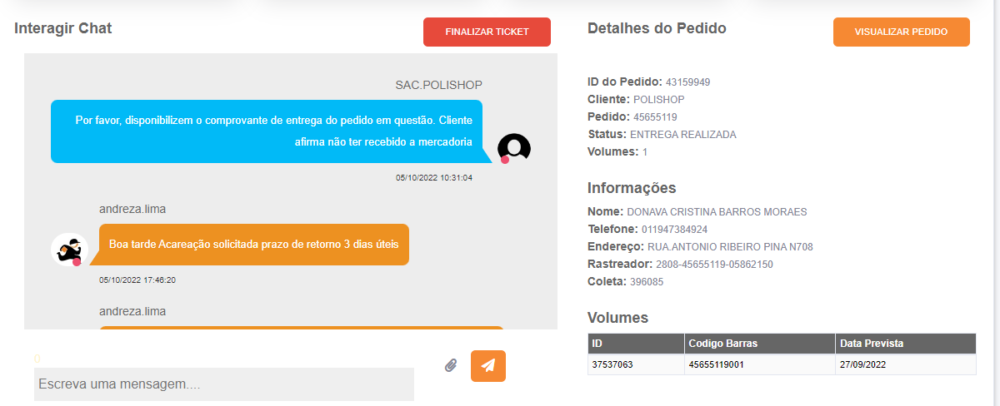 Interagir Chat
FINALIZAR TICKET
SAC.POLISHOP
Por favor, disponibilizem o comprovante de entrega do pedido em questão. Cliente
afirma não ter recebido a mercadoria
05/10/2022 10:31:04
andreza.lima
Boa tarde Acareação solicitada prazo de retorno 3 dias úteis
05/10/2022 17:46:20
andreza.lima
0
Escreva uma mensagem....
Detalhes do Pedido
VISUALIZAR PEDIDO
ID do Pedido: 43159949
Cliente: POLISHOP
Pedido: 45655119
Status: ENTREGA REALIZADA
Volumes: 1
Informações
Nome: DONAVA CRISTINA BARROS MORAES
Telefone: 011947384924
Endereço: RUA.ANTONIO RIBEIRO PINA N708
Rastreador: 2808-45655119-05862150
Coleta: 396085
Volumes
ID Codigo Barras Data Prevista
37537063 45655119001 27/09/2022